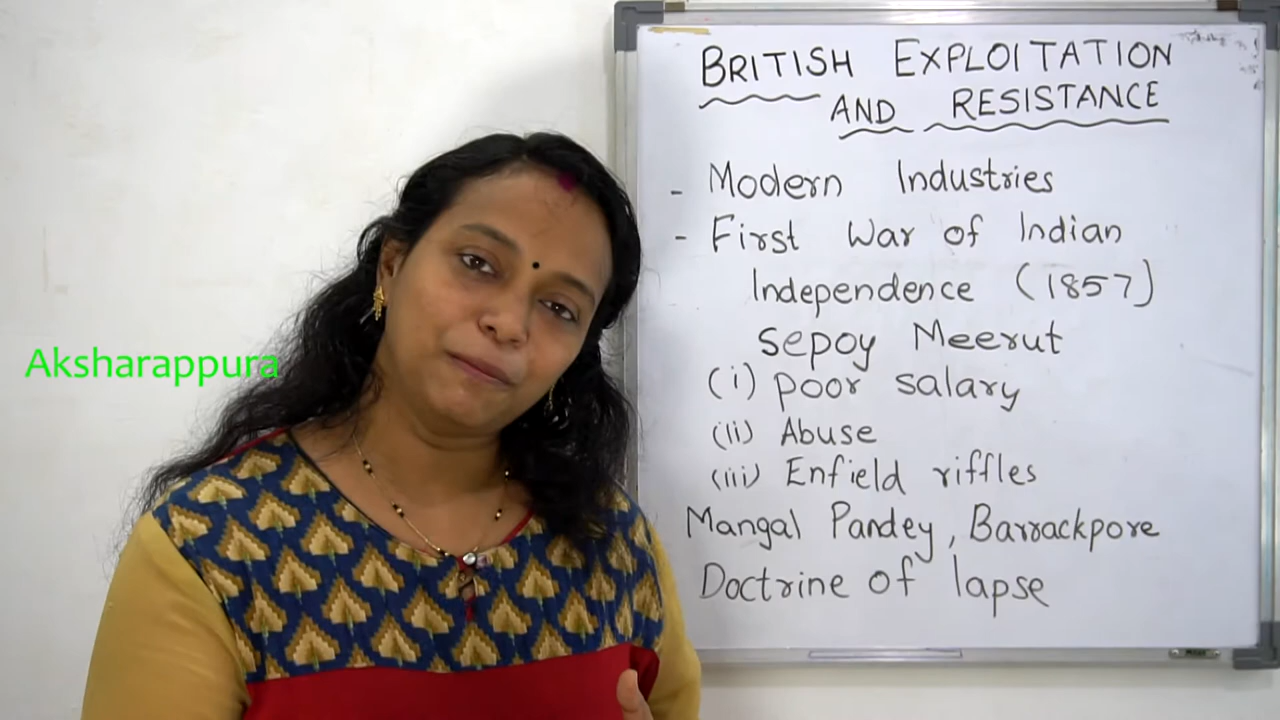 BRITISH EXPLOITATION
AND RESISTANCE
- Modern Industries
- First War of Indian
Independence (1857)
Sepoy Meerut
(i) poor salary
(ii) Abuse
(iii) Enfield riffles
Mangal Pandey, Barrackpore
Doctrine of lapse
Aksharappura